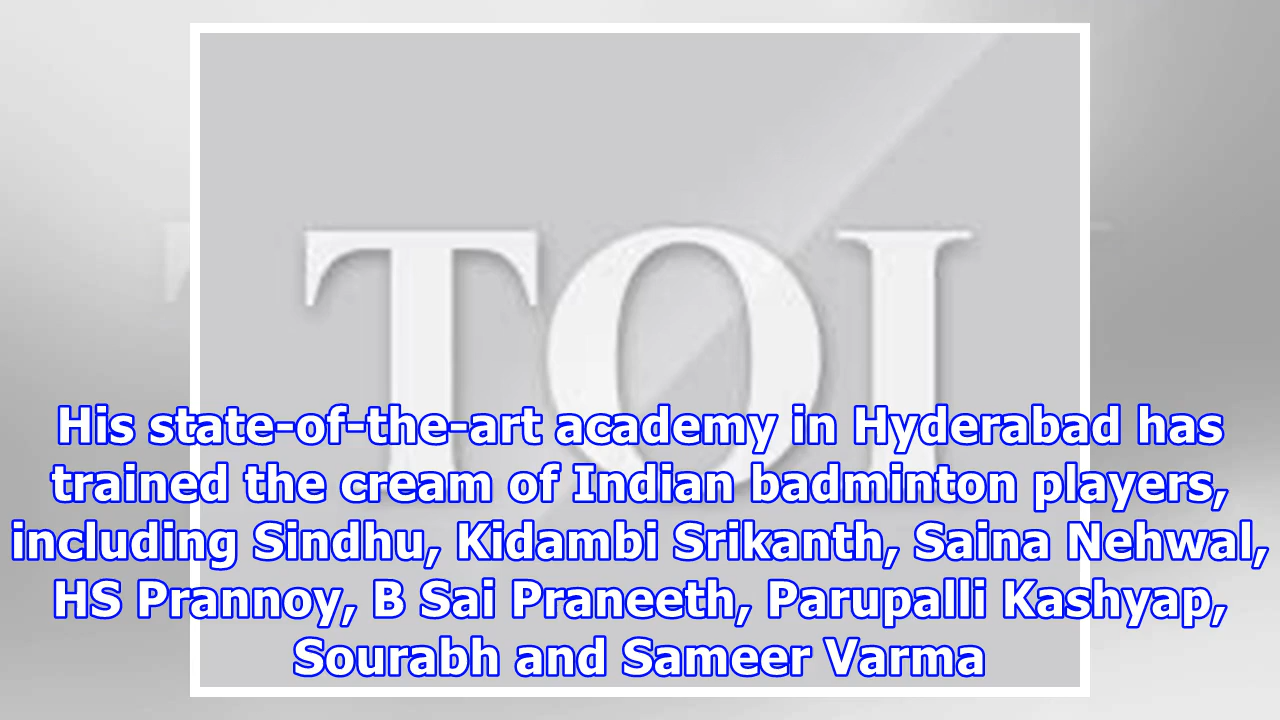 TOI
His state-of-the-art academy in Hyderabad has
trained the cream of Indian badminton players,
including Sindhu, Kidambi Srikanth, Saina Nehwal,
HS Prannoy, B Sai Praneeth, Parupalli Kashyap,
Sourabh and Sameer Varma